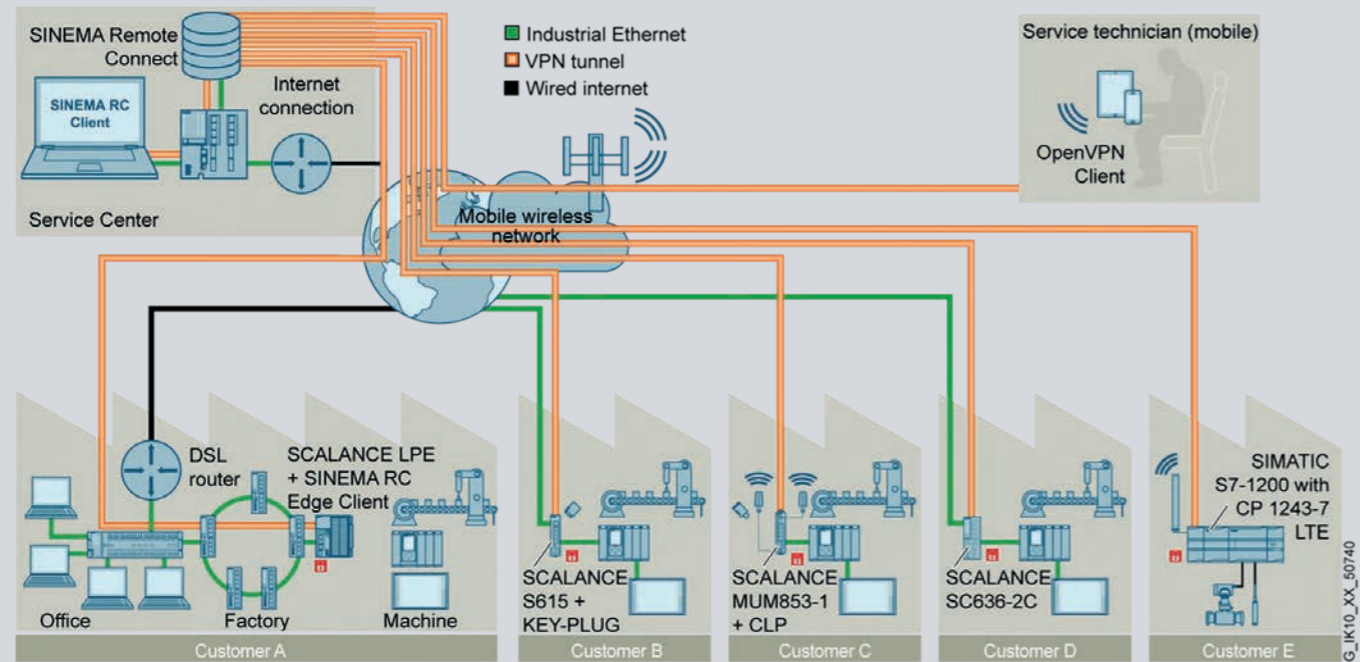 SINEMA Remote
Connect
SINEMA RC
Client
Internet
connection
Service Center
Industrial Ethernet
VPN tunnel
Wired internet
Service technician (mobile)
OpenVPN
Client
Mobile wireless
network
DSL
router
SCALANCE LPE
+ SINEMA RC
Edge Client
Office
Factory
Machine
Customer A
SCALANCE
S615 +
KEY-PLUG
Customer B
SCALANCE
MUM853-1
+ CLP
Customer C
SCALANCE
SC636-2C
Customer D
SIMATIC
S7-1200 with
CP 1243-7
LTE
Customer E
G_IK10_XX_50740